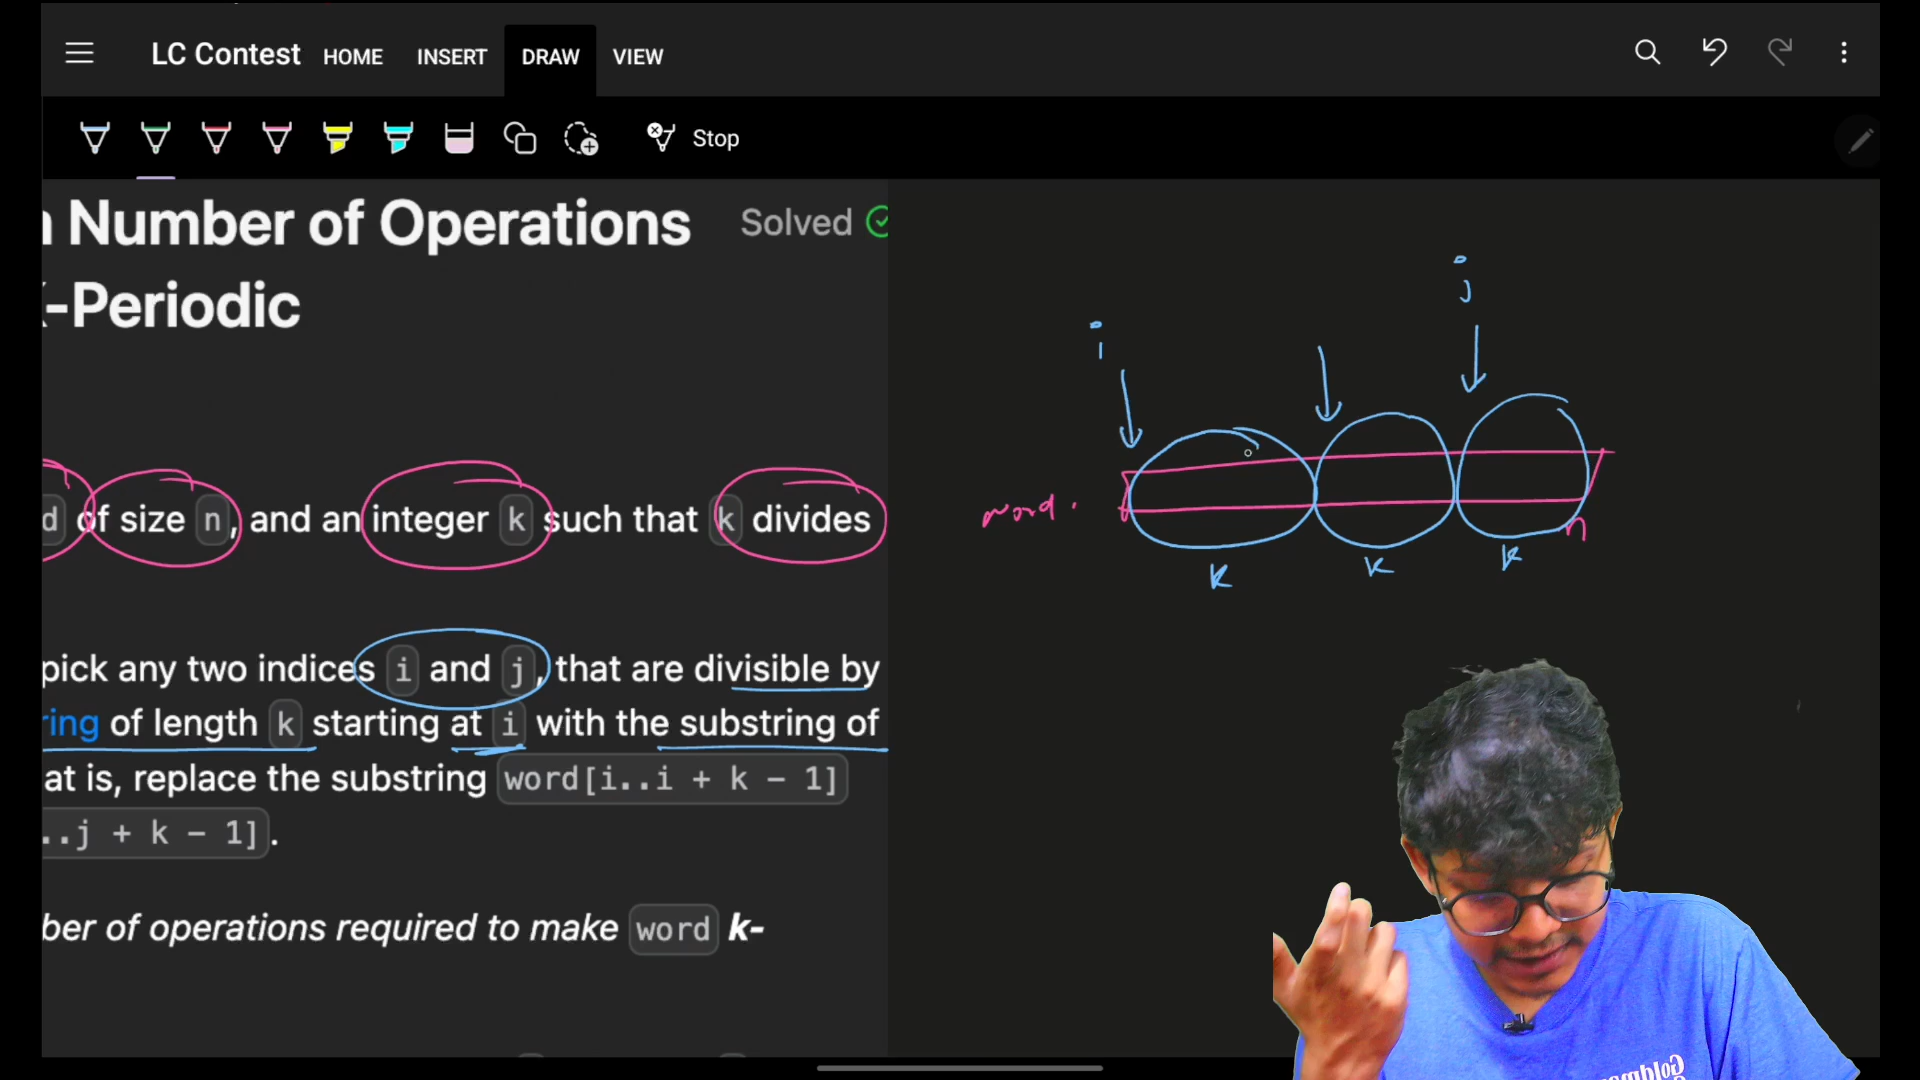 LC Contest HOME INSERT DRAW VIEW
Stop
Number of Operations Solved
-Periodic
d of size n, and an integer k such that k divides
pick any two indices i and j, that are divisible by
ring of length k starting at i with the substring of
at is, replace the substring word[i..i + k - 1]
..j + k - 1].
ber of operations required to make word k-
j
i
word.
n
k k k